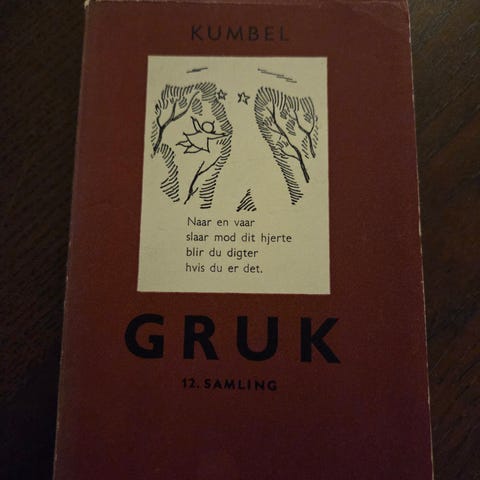 KUMBEL
Naar en vaar
slaar mod dit hjerte
blir du digter
hvis du er det.
GRUK
12. SAMLING